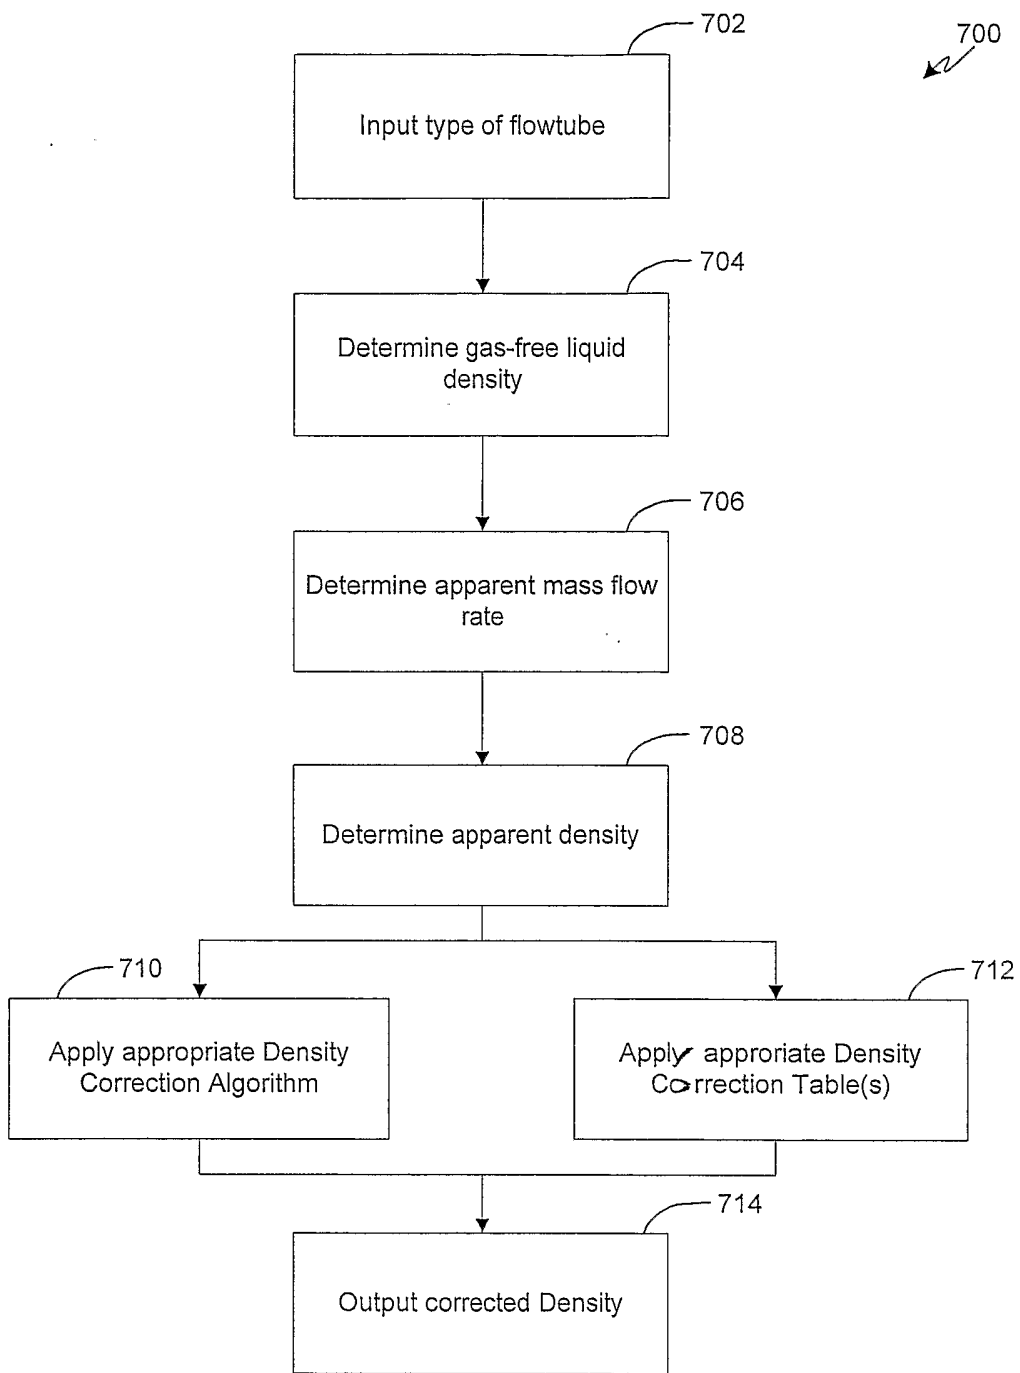 702
700
Input type of flowtube
704
Determine gas-free liquid
density
706
Determine apparent mass flow
rate
708
Determine apparent density
710
712
Apply appropriate Density
Correction Algorithm
Apply approriate Density
Correction Table(s)
714
Output corrected Density